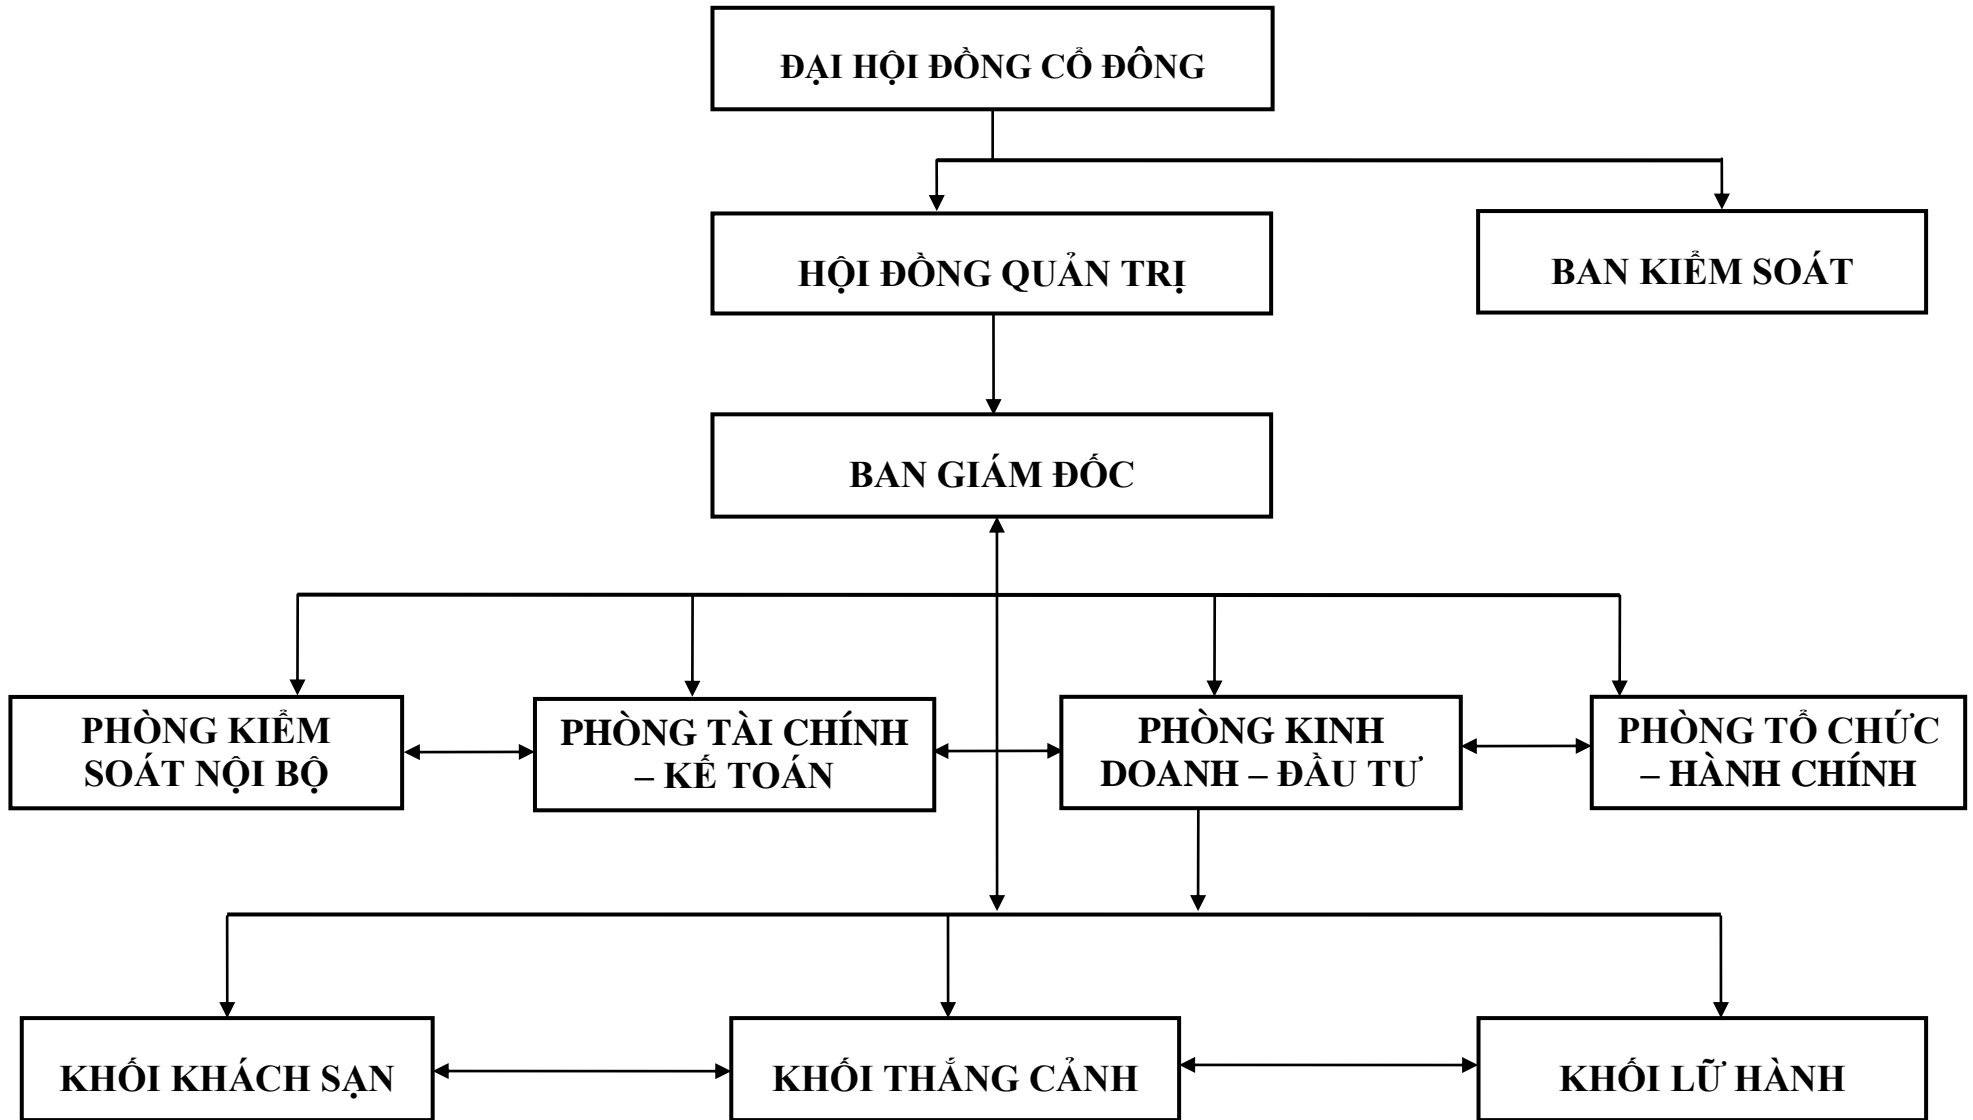 ĐẠI HỘI ĐỒNG CỔ ĐÔNG
HỘI ĐỒNG QUẢN TRỊ
BAN KIỂM SOÁT
BAN GIÁM ĐỐC
PHÒNG KIỂM
SOÁT NỘI BỘ
PHÒNG TÀI CHÍNH
– KẾ TOÁN
PHÒNG KINH
DOANH – ĐẦU TƯ
PHÒNG TỔ CHỨC
– HÀNH CHÍNH
KHỐI KHÁCH SẠN
KHỐI THẮNG CẢNH
KHỐI LỮ HÀNH